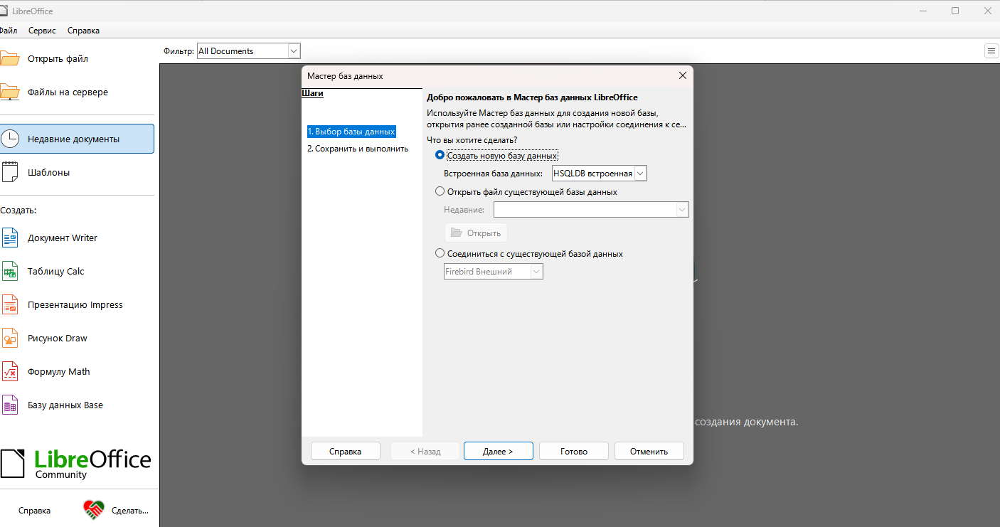 LibreOffice
Файл Сервис Справка
Открыть файл
Файлы на сервере
Недавние документы
Шаблоны
Создать:
Документ Writer
Таблицу Calc
Презентацию Impress
Рисунок Draw
Формулу Math
Базу данных Base
LibreOffice
Community
Справка
Сделать...
Фильтр: All Documents
Мастер баз данных
Шаги
1. Выбор базы данных
2. Сохранить и выполнить
Добро пожаловать в Мастер баз данных LibreOffice
Используйте Мастер баз данных для создания новой базы,
открытия ранее созданной базы или настройки соединения к се...
Что вы хотите сделать?
Создать новую базу данных
Встроенная база данных: HSQLDB встроенная
Открыть файл существующей базы данных
Недавние:
Открыть
Соединиться с существующей базой данных
Firebird Внешний
Справка < Назад Далее > Готово Отменить
создания документа.